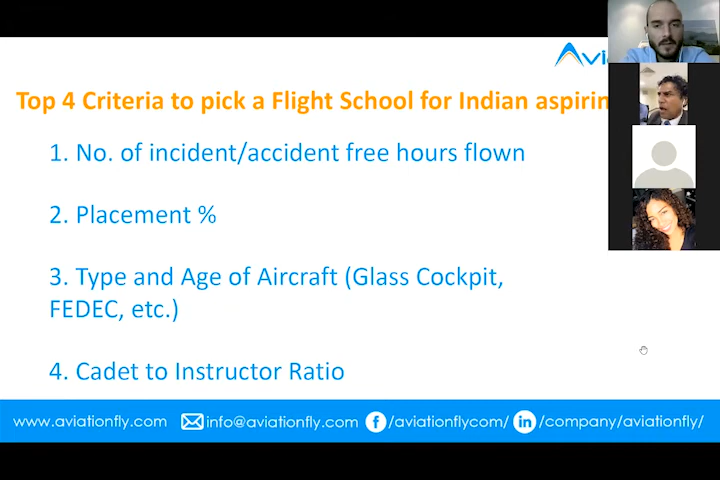 Avia
Top 4 Criteria to pick a Flight School for Indian aspirin
1. No. of incident/accident free hours flown
2. Placement %
3. Type and Age of Aircraft (Glass Cockpit,
FEDEC, etc.)
4. Cadet to Instructor Ratio
www.aviationfly.com info@aviationfly.com /aviationflycom/ /company/aviationfly/